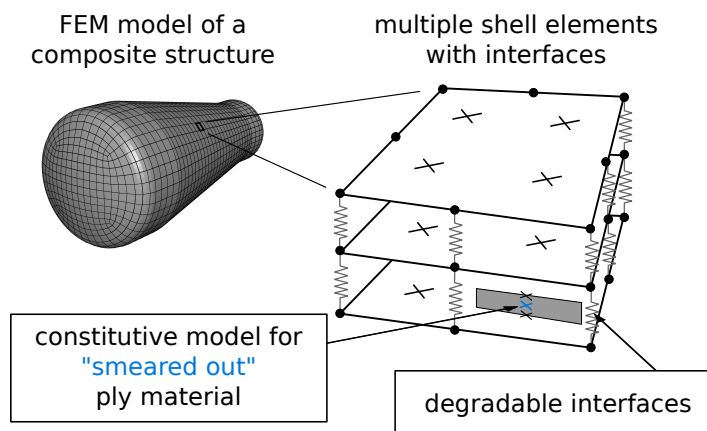 FEM model of a
composite structure
multiple shell elements
with interfaces
constitutive model for
"smeared out"
ply material
degradable interfaces